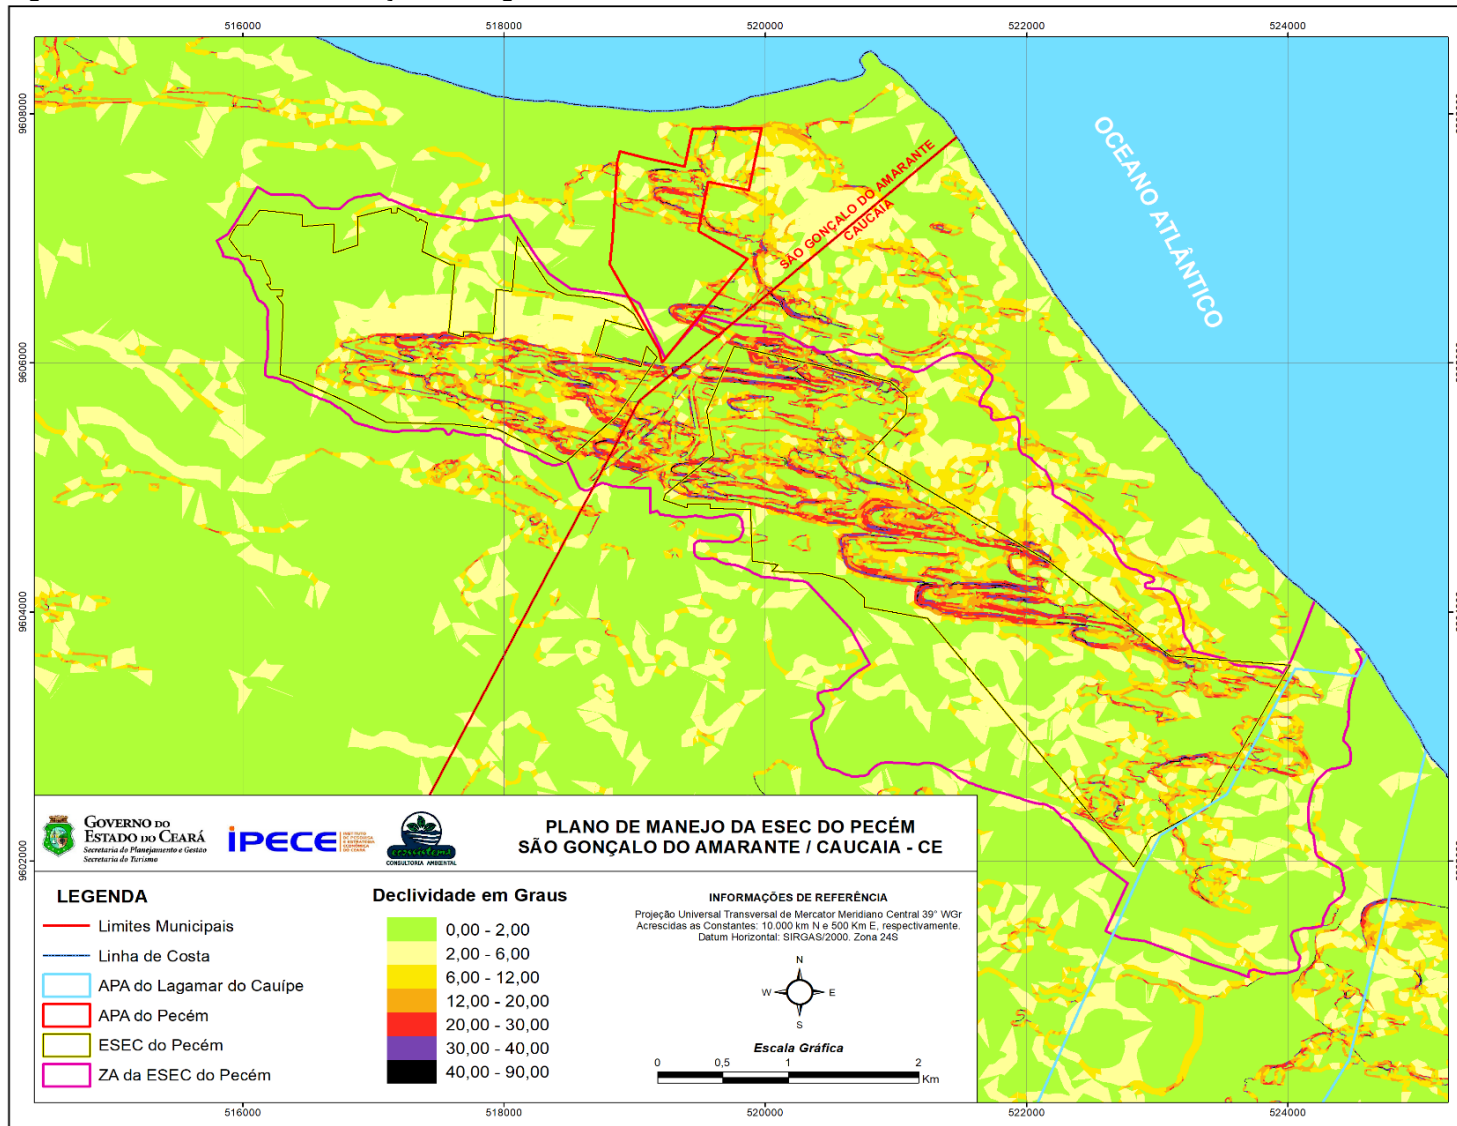 516000
518000
520000
522000
524000
9608000
9606000
9604000
9602000
OCEANO ATLÂNTICO
SÃO GONÇALO DO AMARANTE
CAUCAIA
GOVERNO DO
ESTADO DO CEARÁ
Secretaria do Planejamento e Gestão
Secretaria do Turismo
IPECE
INSTITUTO
DE PESQUISA
E ESTRATÉGIA
ECONÔMICA
DO CEARÁ
CONSULTORIA AMBIENTAL
PLANO DE MANEJO DA ESEC DO PECÉM
SÃO GONÇALO DO AMARANTE / CAUCAIA - CE
LEGENDA
Limites Municipais
Linha de Costa
APA do Lagamar do Cauípe
APA do Pecém
ESEC do Pecém
ZA da ESEC do Pecém
Declividade em Graus
0,00 - 2,00
2,00 - 6,00
6,00 - 12,00
12,00 - 20,00
20,00 - 30,00
30,00 - 40,00
40,00 - 90,00
INFORMAÇÕES DE REFERÊNCIA
Projeção Universal Transversal de Mercator Meridiano Central 39° WGr
Acrescidas as Constantes: 10.000 km N e 500 Km E, respectivamente.
Datum Horizontal: SIRGAS/2000. Zona 24S
N
W E
S
Escala Gráfica
0 0,5 1 2
Km
516000
518000
520000
522000
524000